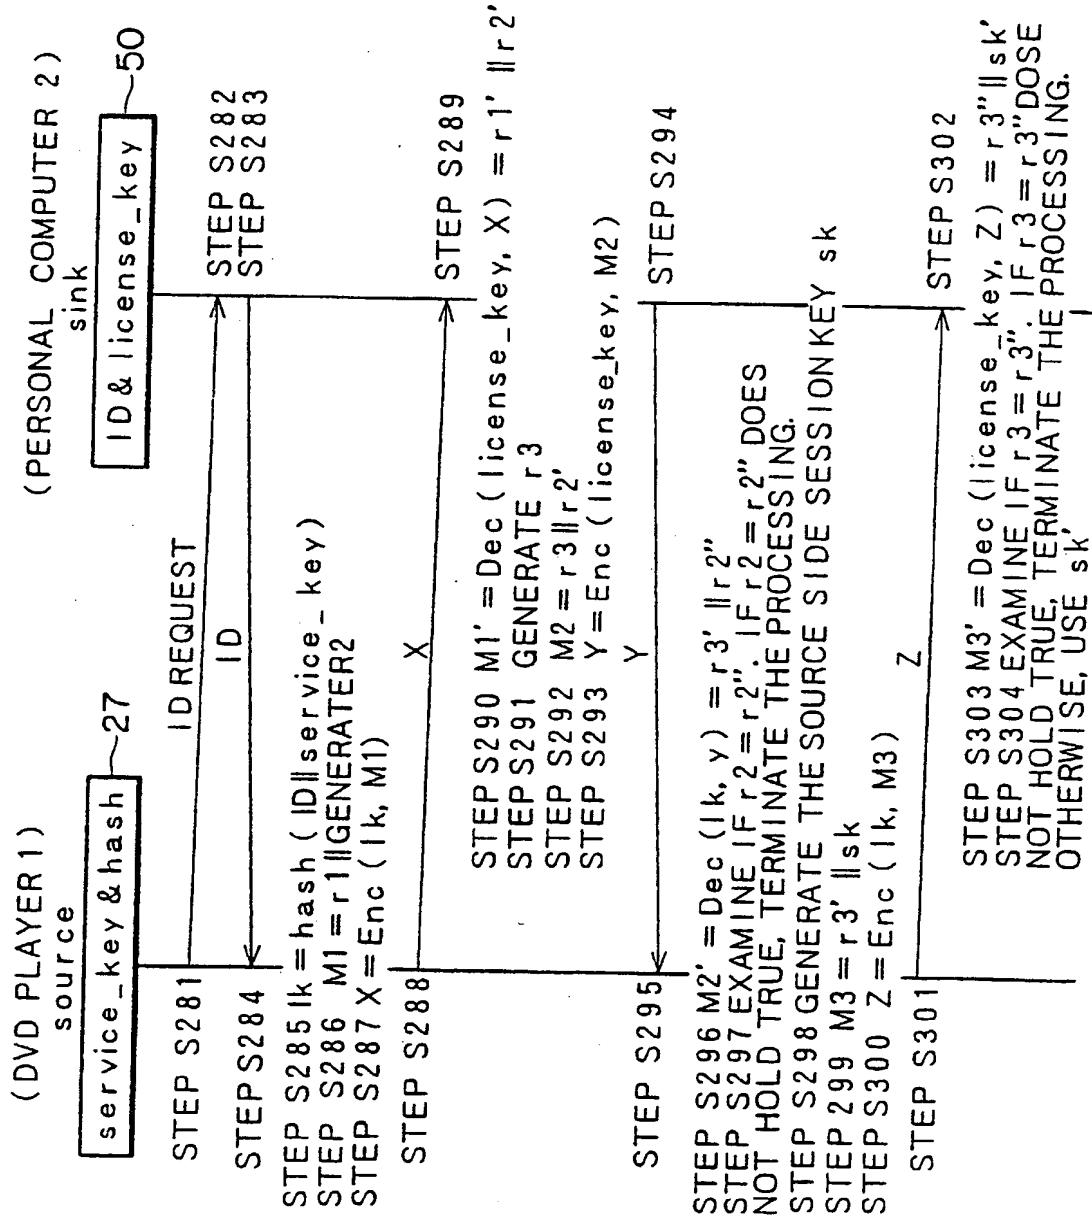 (DVD PLAYER 1)
source
service_key & hash
27
(PERSONAL COMPUTER 2)
sink
ID & license_key
50
STEP S281
ID REQUEST
STEP S282
STEP S283
ID
STEP S284
STEP S285 lk = hash (ID||service_key)
STEP S286 M1 = r1||GENERATER2
STEP S287 X = Enc (lk, M1)
STEP S288
X
STEP S289
STEP S290 M1' = Dec (license_key, X) = r1' || r2'
STEP S291 GENERATE r3
STEP S292 M2 = r3||r2'
STEP S293 Y = Enc (license_key, M2)
STEP S294
Y
STEP S295
STEP S296 M2' = Dec (lk, y) = r3' || r2"
STEP S297 EXAMINE IF r2 = r2". IF r2 = r2" DOES
NOT HOLD TRUE, TERMINATE THE PROCESSING.
STEP S298 GENERATE THE SOURCE SIDE SESSION KEY sk
STEP 299 M3 = r3' ||sk
STEP S300 Z = Enc (lk, M3)
STEP S301
Z
STEP S302
STEP S303 M3' = Dec (license_key, Z) = r3" || sk'
STEP S304 EXAMINE IF r3 = r3". IF r3 = r3" DOSE
NOT HOLD TRUE, TERMINATE THE PROCESSING.
OTHERWISE, USE sk'